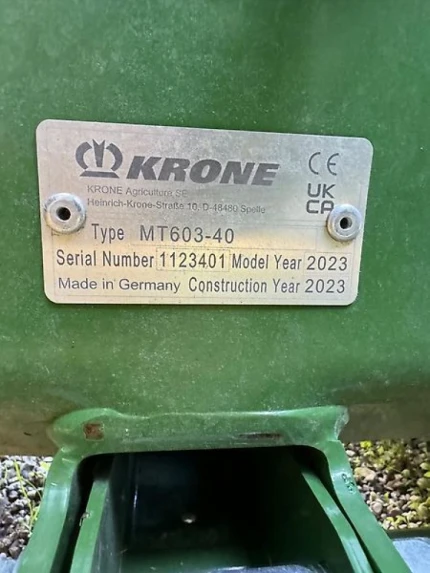 KRONE CE
KRONE Agriculture SE
Heinrich-Krone-Straße 10, D-48480 Spelle
UK
CA
Type MT603-40
Serial Number 1123401 Model Year 2023
Made in Germany Construction Year 2023